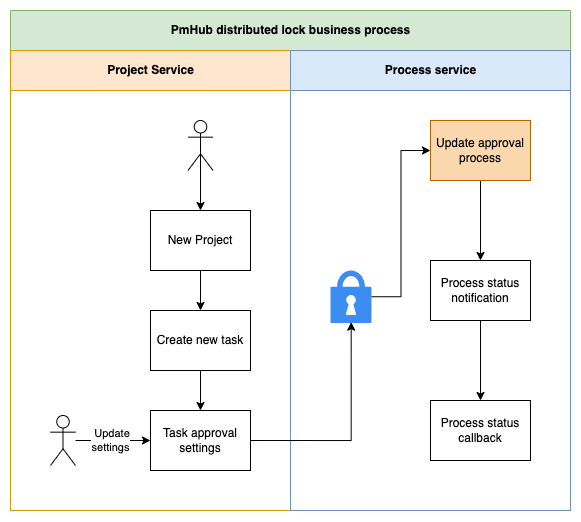 PmHub distributed lock business process
Project Service
Process service
New Project
Create new task
Update
settings
Task approval
settings
Update approval
process
Process status
notification
Process status
callback